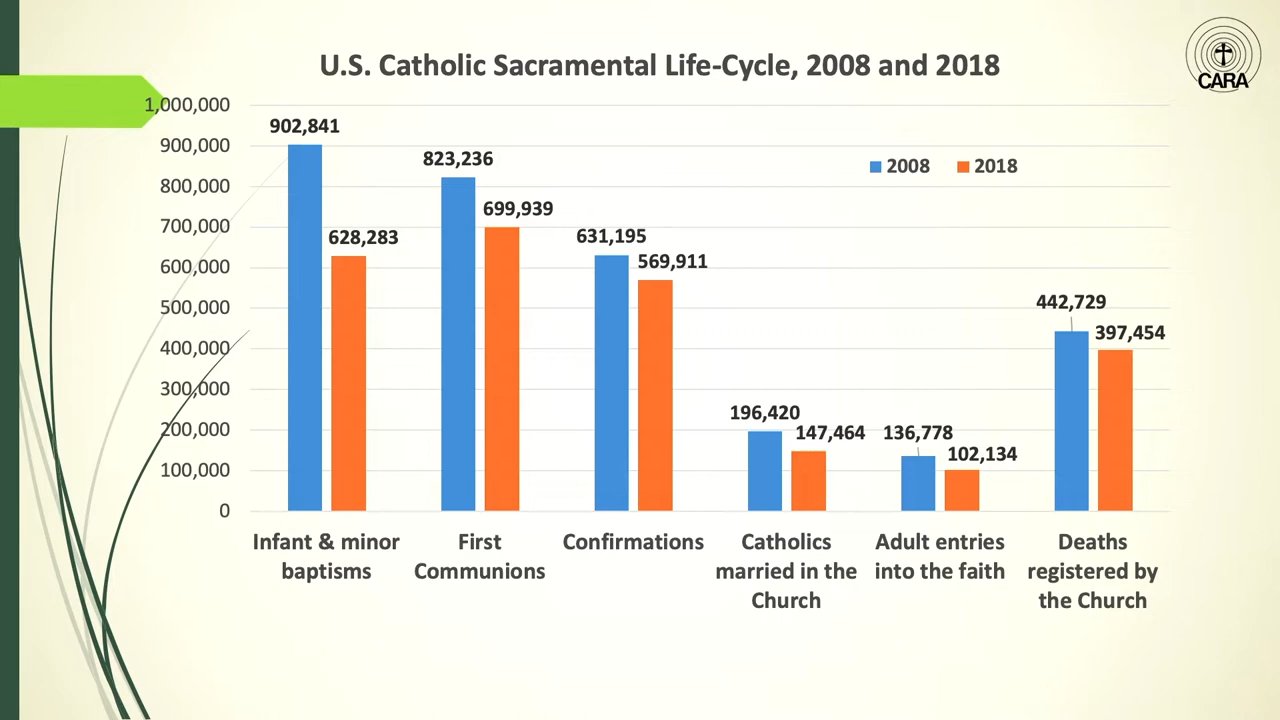 U.S. Catholic Sacramental Life-Cycle, 2008 and 2018
CARA
1,000,000
900,000
800,000
700,000
600,000
500,000
400,000
300,000
200,000
100,000
0
2008 2018
902,841
628,283
823,236
699,939
631,195
569,911
196,420
147,464
136,778
102,134
442,729
397,454
Infant & minor
baptisms
First
Communions
Confirmations
Catholics
married in the
Church
Adult entries
into the faith
Deaths
registered by
the Church